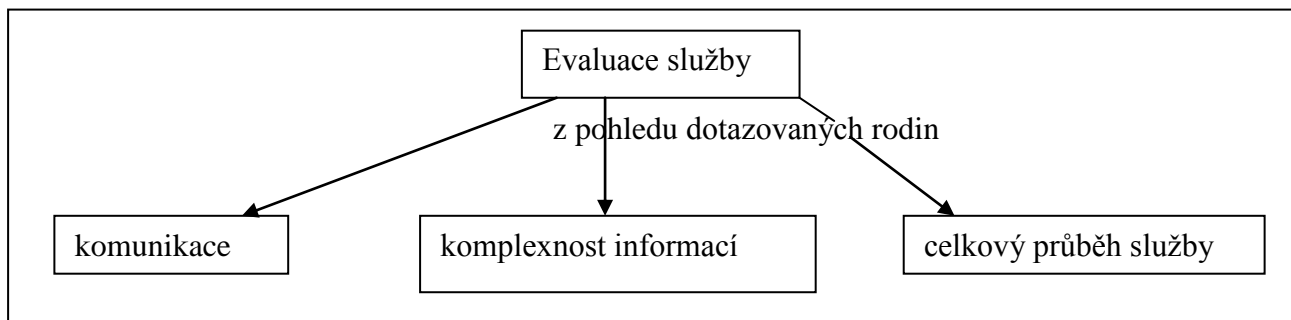 Evaluace služby
z pohledu dotazovaných rodin
komunikace
komplexnost informací
celkový průběh služby